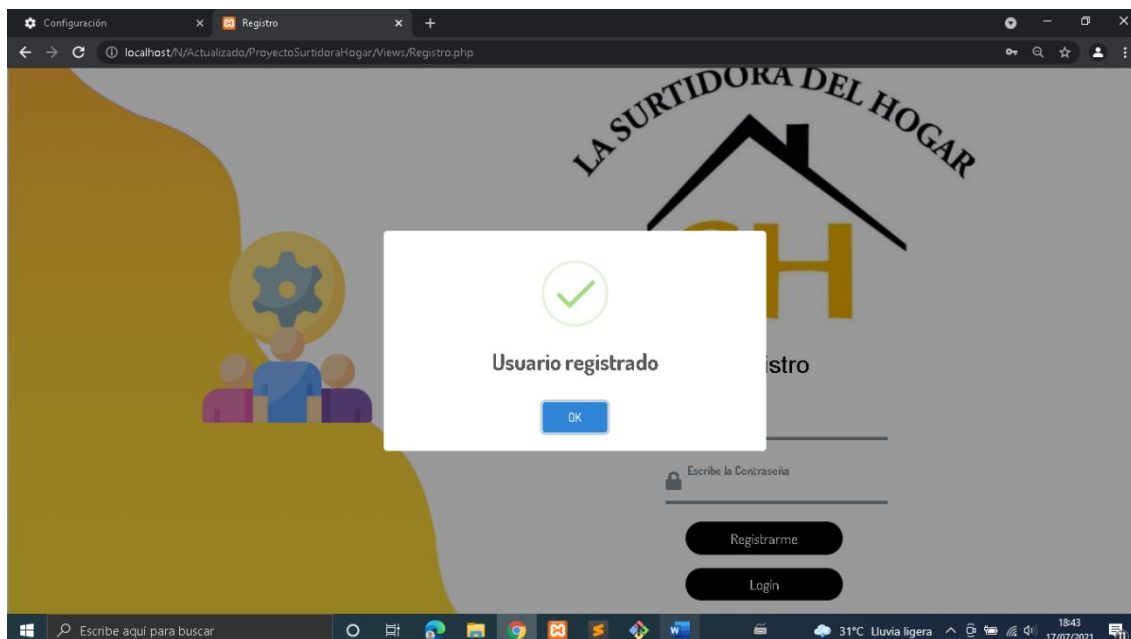 Configuración
Registro
localhost/N/Actualizado/ProyectoSurtidoraHogar/Views/Registro.php
LA SURTIDORA DEL HOGAR
H
Usuario registrado
OK
istro
Escribe la Contraseña
Registrarme
Login
Escribe aquí para buscar
31°C Lluvia ligera
18:43
17/07/2021